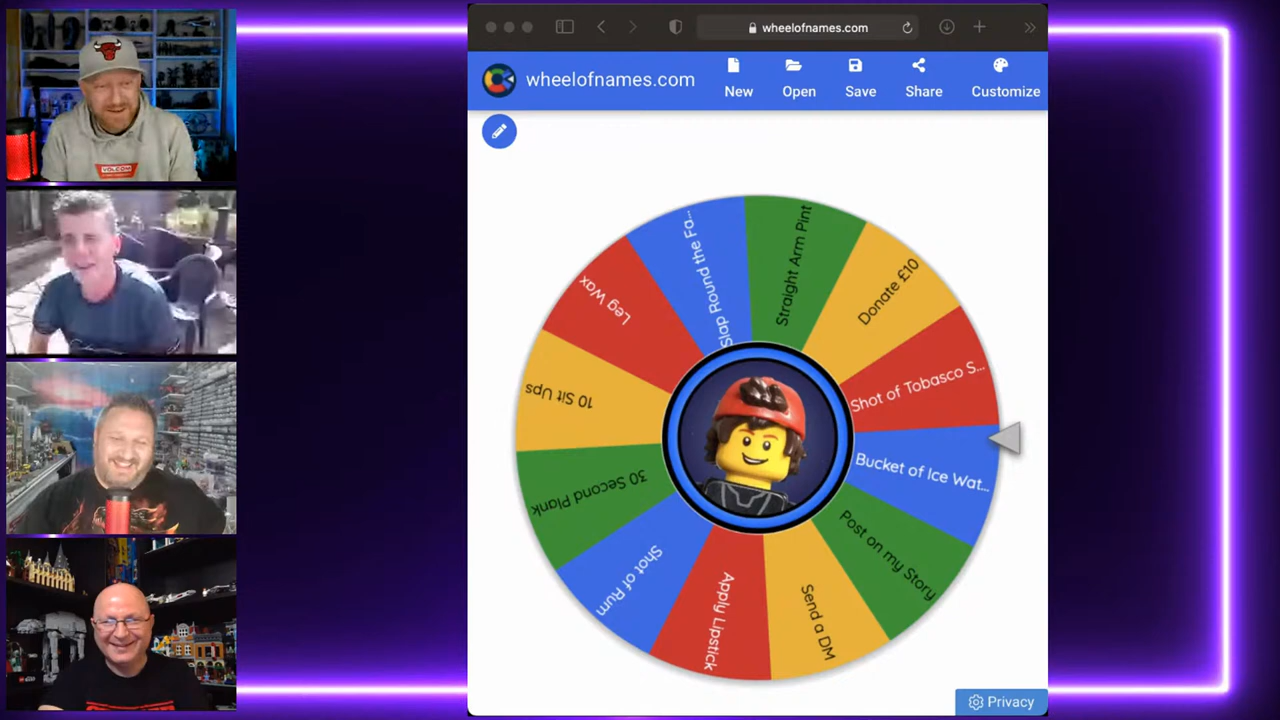 wheelofnames.com
wheelofnames.com
New
Open
Save
Share
Customize
Slap Round the Fa...
Straight Arm Pint
Donate £10
Shot of Tobasco S...
Bucket of Ice Wat...
Post on my Story
Send a DM
Apply Lipstick
Shot of Rum
30 Second Plank
10 Sit Ups
Leg Wax
Privacy
VOLCOM